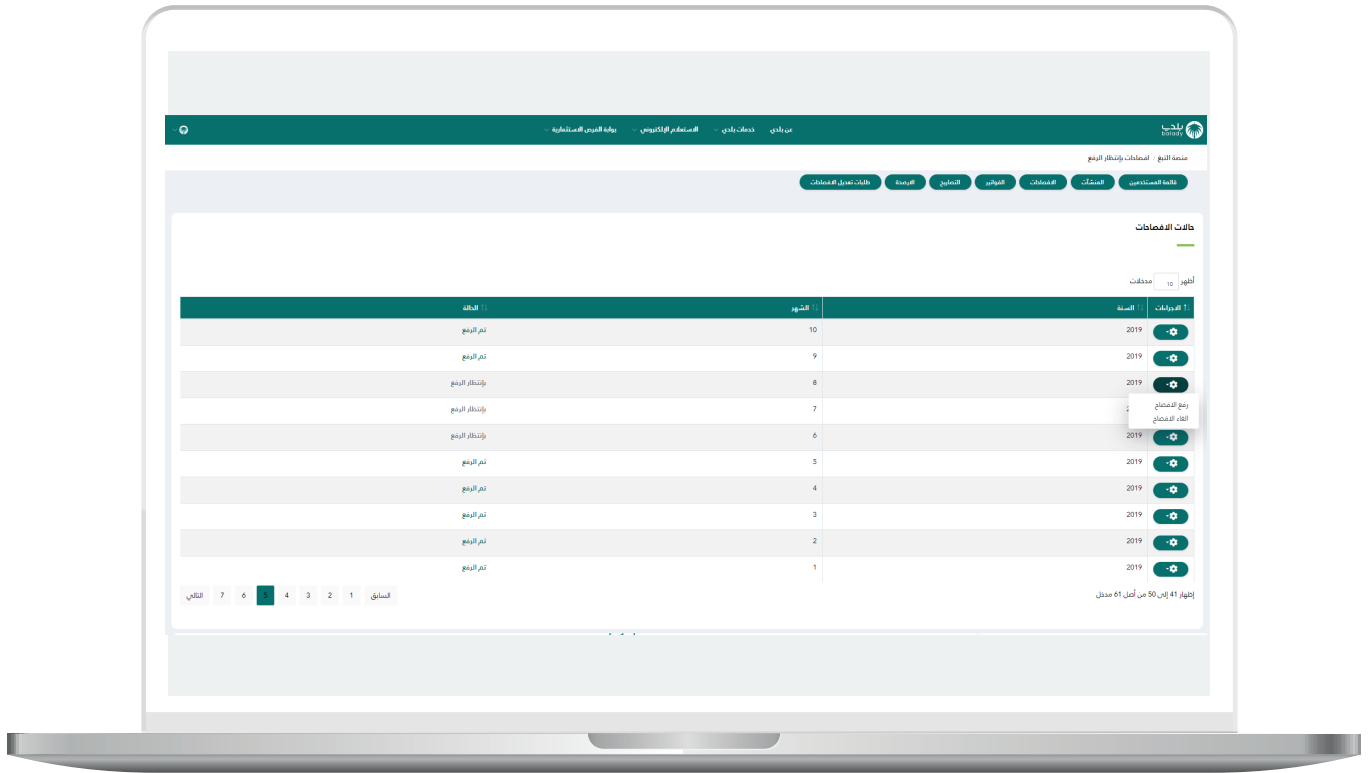 بلدي
balady
عن بلدي خدمات بلدي الاستعلام الإلكتروني بوابة الفرص الاستثمارية
منصة التبغ / افصاحات بإنتظار الرفع
قائمة المستخدمين المنشآت الافصاحات الفواتير التصاريح الارصدة طلبات تعديل الافصاحات
حالات الافصاحات
أظهر 10 مدخلات
الاجراءات السنة الشهر الحالة
2019 10 تم الرفع
2019 9 تم الرفع
2019 8 بإنتظار الرفع
رفع الافصاح
الغاء الافصاح
2 7 بإنتظار الرفع
2019 6 بإنتظار الرفع
2019 5 تم الرفع
2019 4 تم الرفع
2019 3 تم الرفع
2019 2 تم الرفع
2019 1 تم الرفع
إظهار 41 إلى 50 من أصل 61 مدخل
السابق 1 2 3 4 5 6 7 التالي